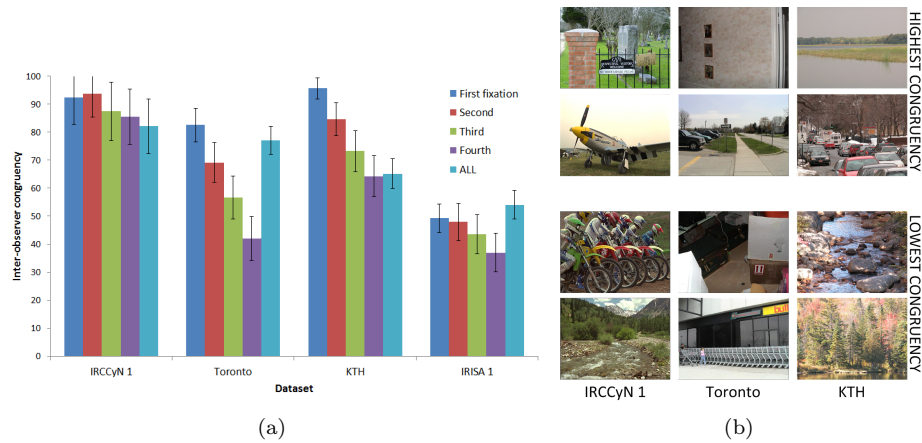 100
90
80
70
60
50
40
30
20
10
0
Inter-observer congruency
First fixation
Second
Third
Fourth
ALL
IRCCyN 1
Toronto
KTH
IRISA 1
Dataset
(a)
HIGHEST CONGRUENCY
LOWEST CONGRUENCY
IRCCyN 1
Toronto
KTH
(b)